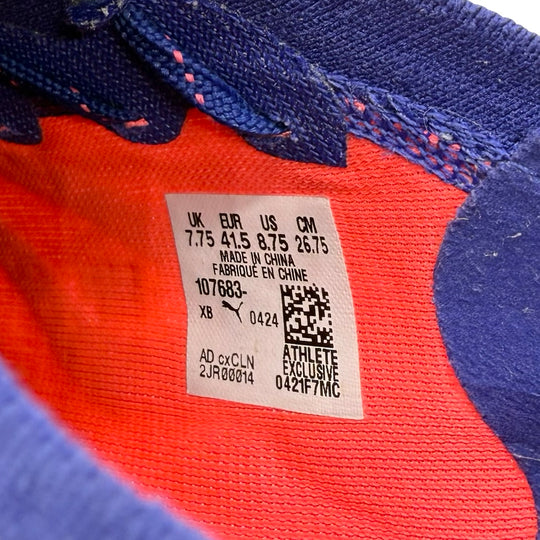 UK EUR US CM
7.75 41.5 8.75 26.75
MADE IN CHINA
FABRIQUÉ EN CHINE
107683-
XB 0424
AD cxCLN
2JR00014
ATHLETE
EXCLUSIVE
0421F7MC